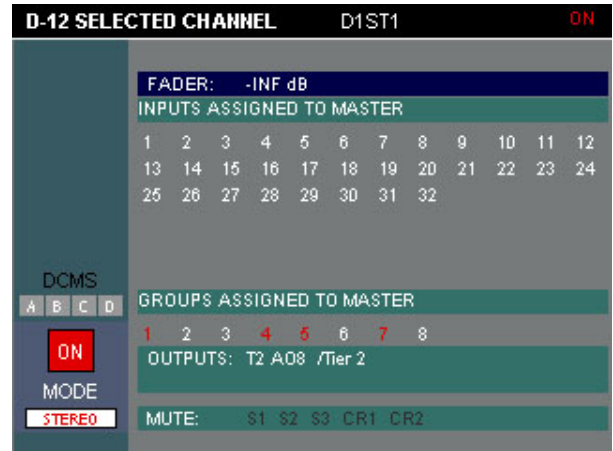 D-12 SELECTED CHANNEL D1ST1 ON
FADER: -INF dB
INPUTS ASSIGNED TO MASTER
1 2 3 4 5 6 7 8 9 10 11 12
13 14 15 16 17 18 19 20 21 22 23 24
25 26 27 28 29 30 31 32
DCMS
A B C D
GROUPS ASSIGNED TO MASTER
1 2 3 4 5 6 7 8
ON
OUTPUTS: T2 AO8 /Tier 2
MODE
STEREO
MUTE: S1 S2 S3 CR1 CR2